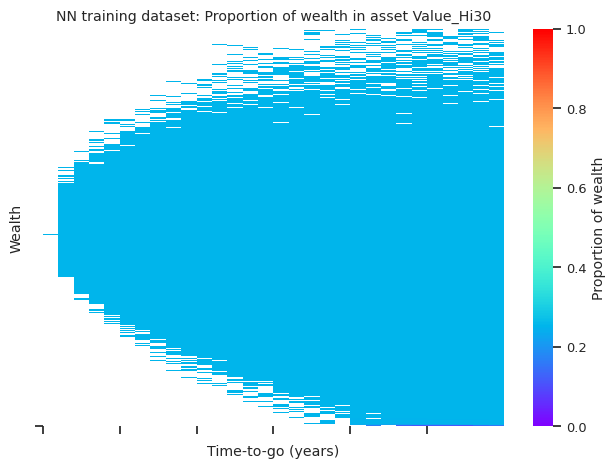 NN training dataset: Proportion of wealth in asset Value_Hi30
Wealth
Time-to-go (years)
1.0
0.8
0.6
0.4
0.2
0.0
Proportion of wealth